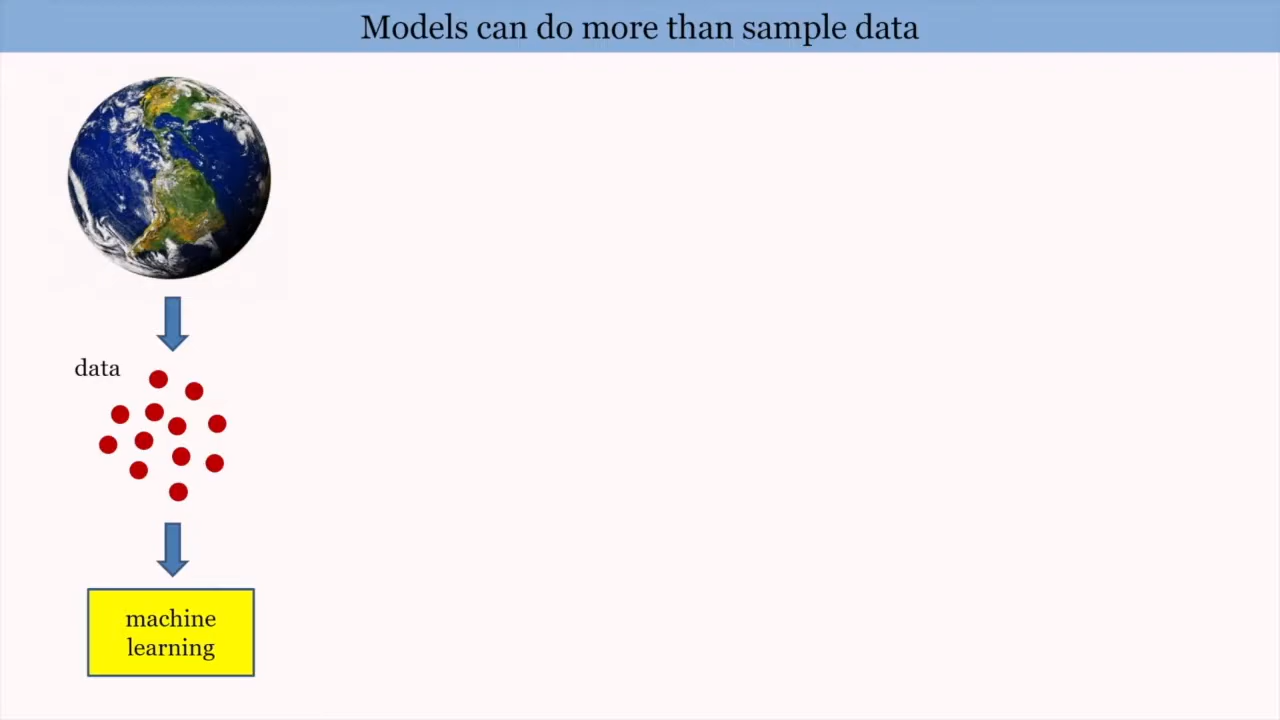 Models can do more than sample data
data
machine
learning